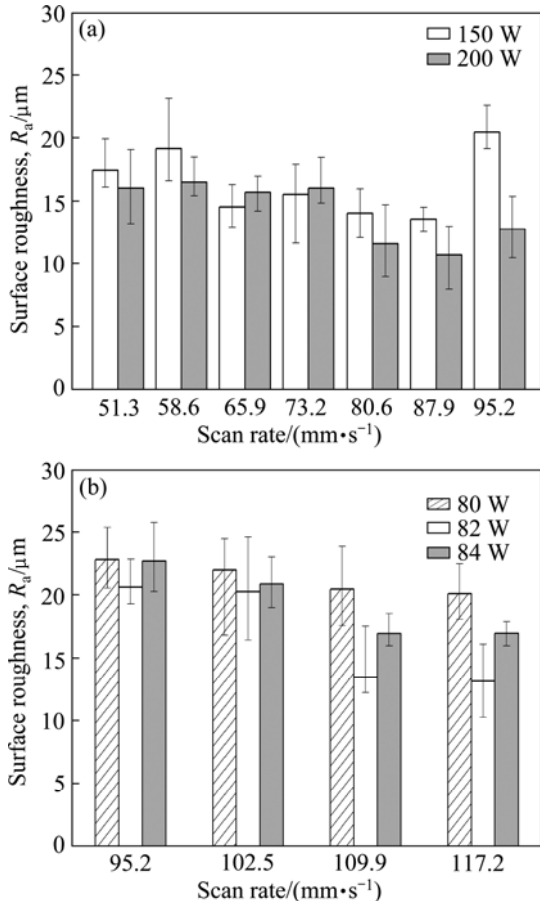 (a)
150 W
200 W
30
25
20
15
10
5
0
Surface roughness, Ra/μm
51.3 58.6 65.9 73.2 80.6 87.9 95.2
Scan rate/(mm•s⁻¹)
(b)
80 W
82 W
84 W
30
25
20
15
10
5
0
Surface roughness, Ra/μm
95.2 102.5 109.9 117.2
Scan rate/(mm•s⁻¹)